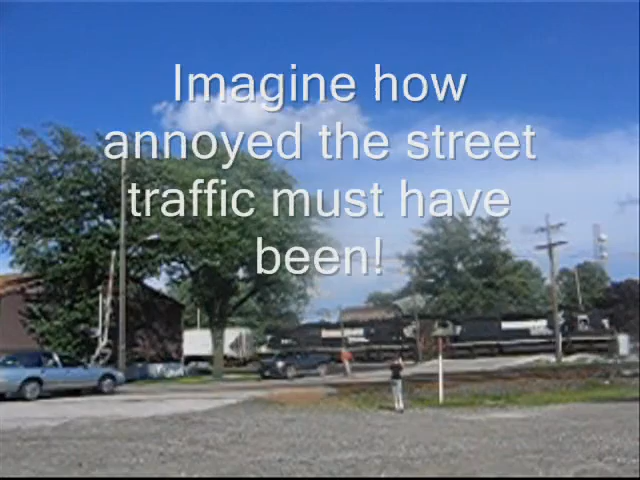 Imagine how
annoyed the street
traffic must have
been!